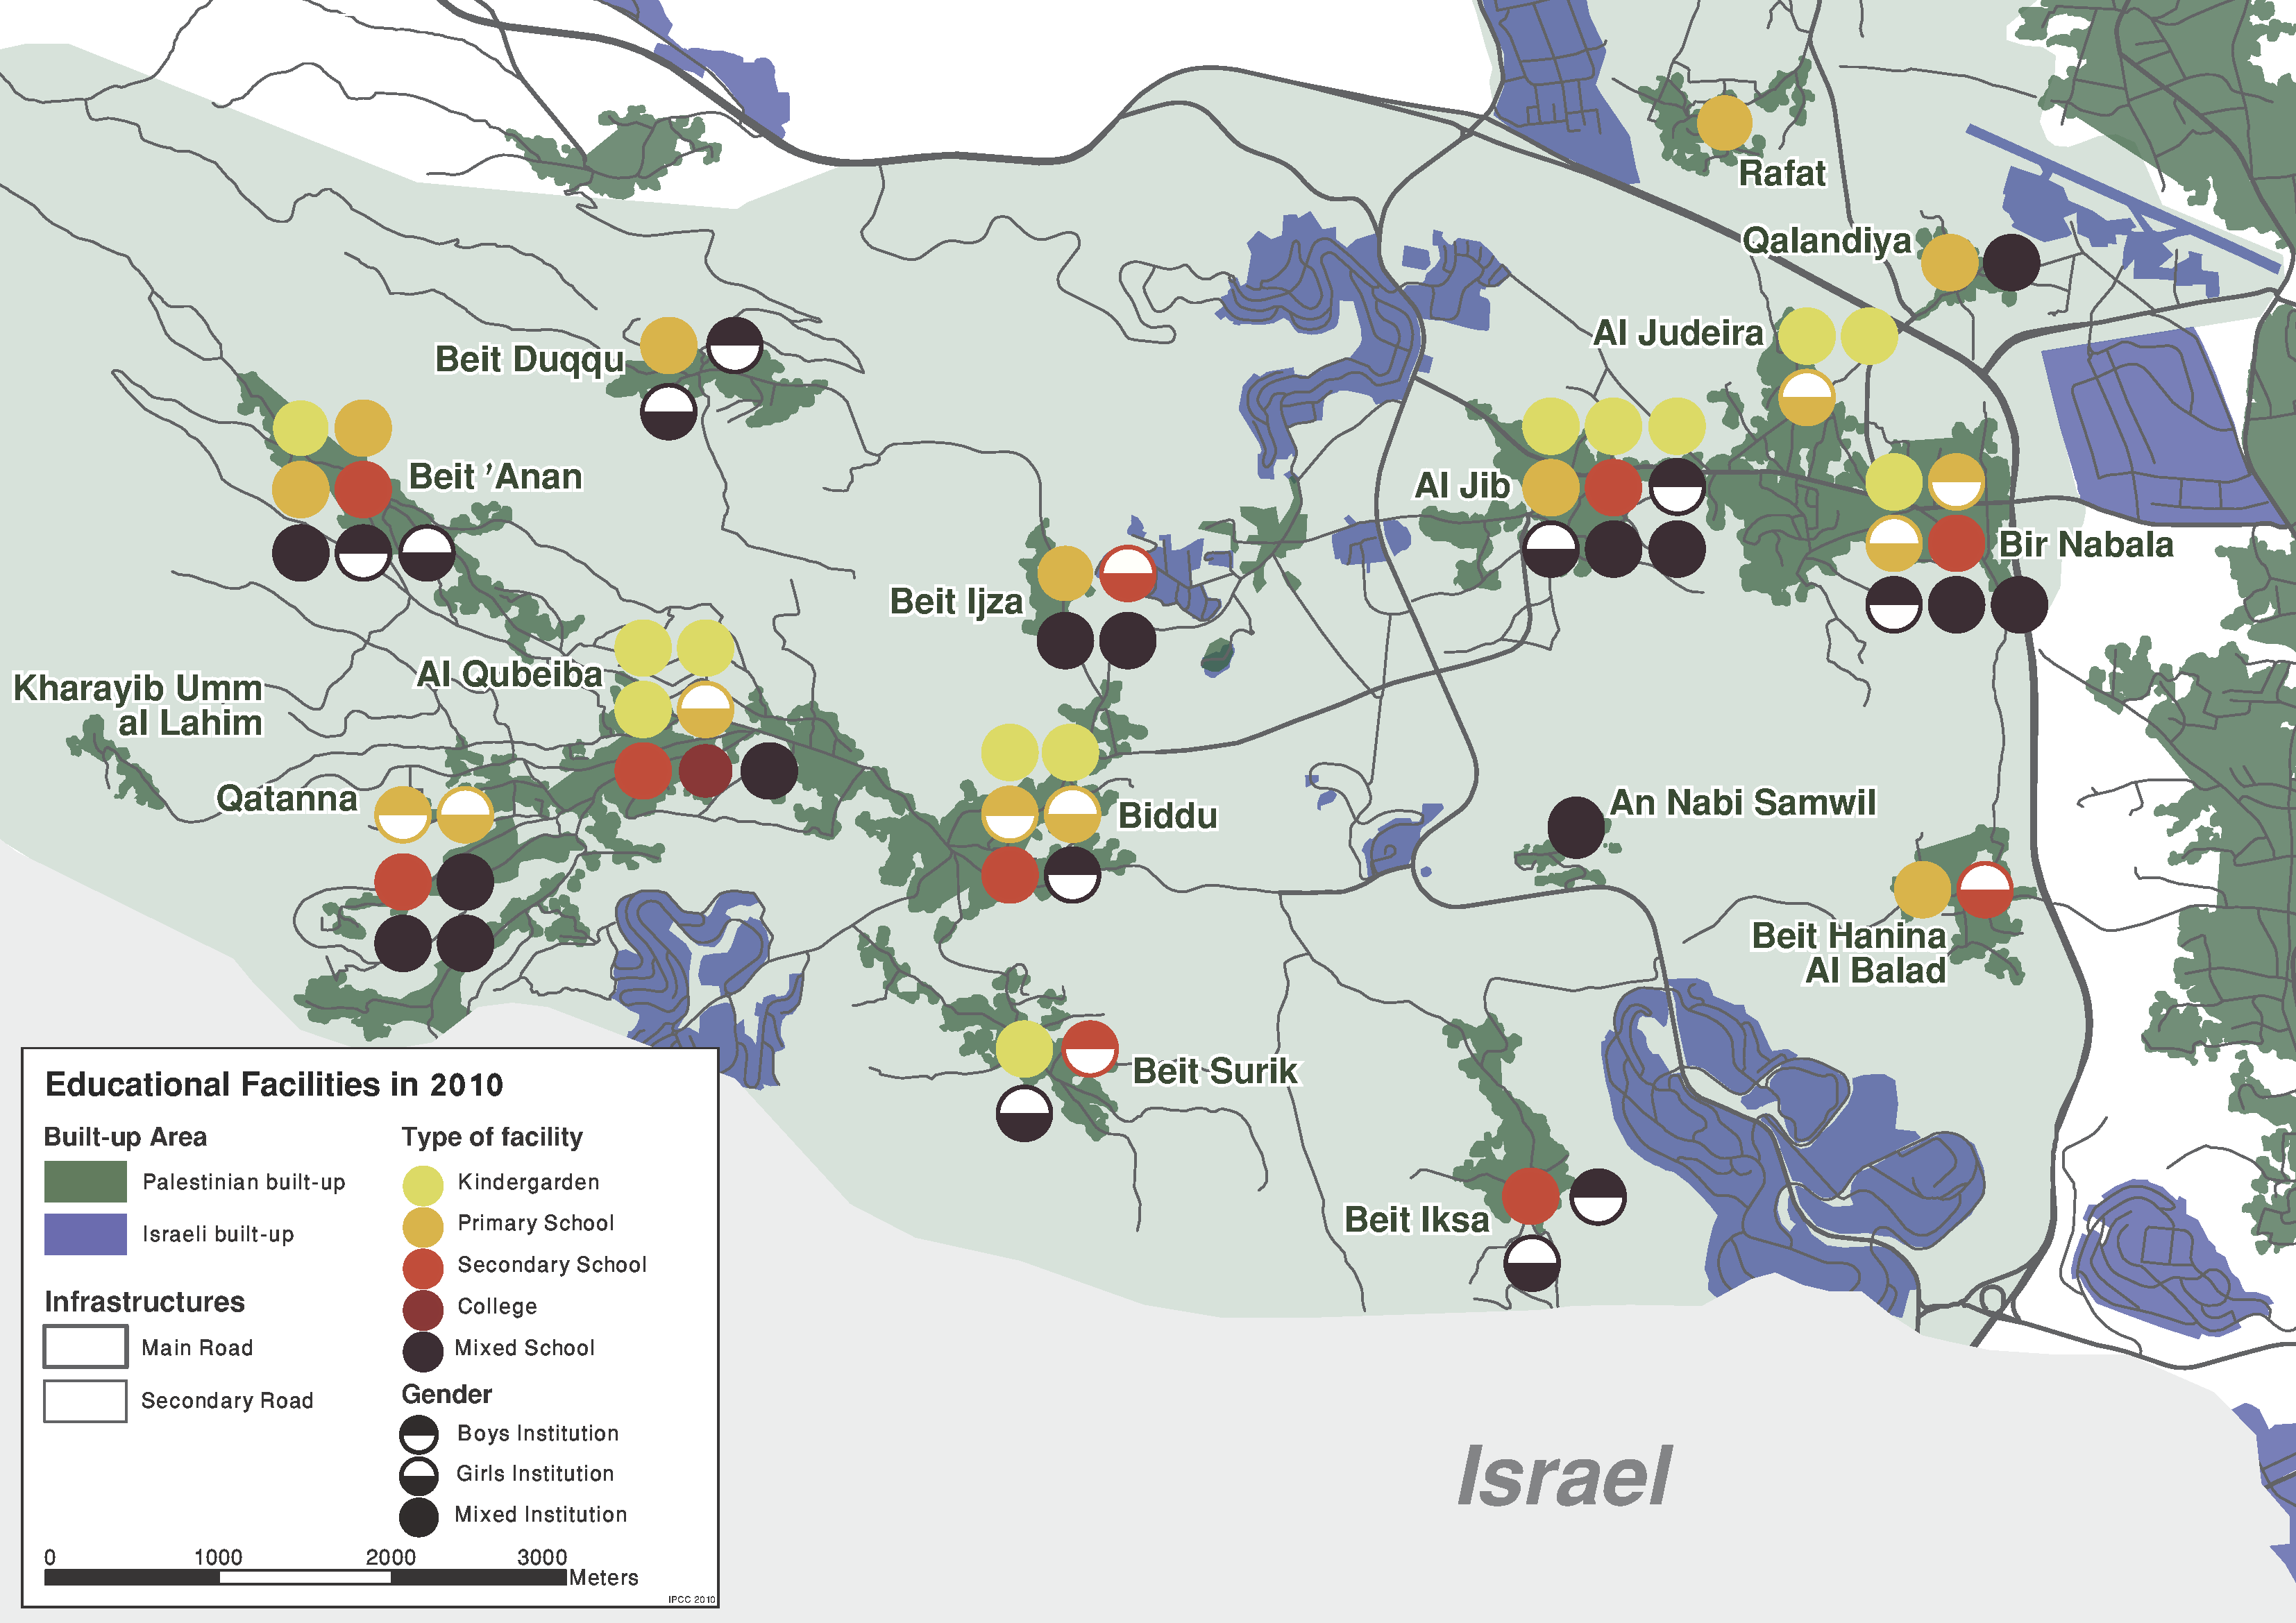 Rafat
Qalandiya
Al Judeira
Beit Duqqu
Beit 'Anan
Al Jib
Bir Nabala
Beit Ijza
Al Qubeiba
Kharayib Umm
al Lahim
Qatanna
Biddu
An Nabi Samwil
Beit Hanina
Al Balad
Beit Surik
Beit Iksa
Israel
Educational Facilities in 2010
Built-up Area
Palestinian built-up
Israeli built-up
Infrastructures
Main Road
Secondary Road
Type of facility
Kindergarden
Primary School
Secondary School
College
Mixed School
Gender
Boys Institution
Girls Institution
Mixed Institution
0 1000 2000 3000
Meters
IPCC 2010